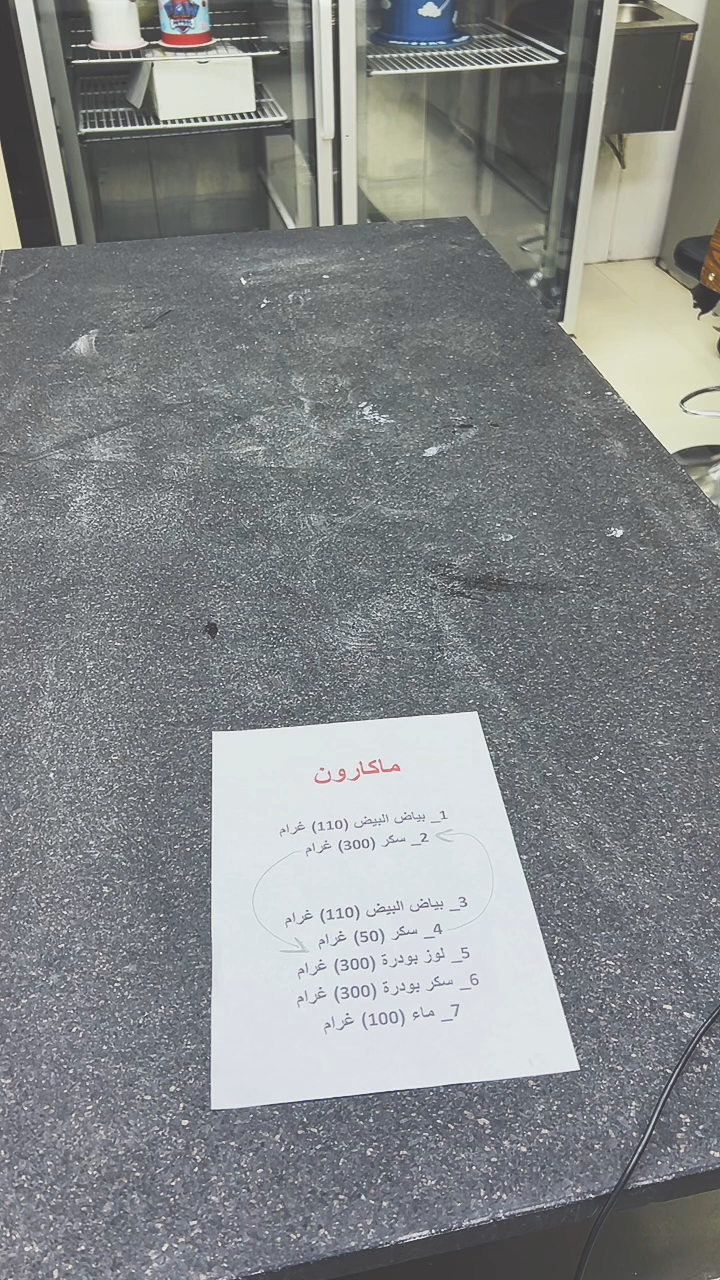 ماكارون
1_ بياض البيض (110) غرام
2_ سكر (300) غرام
3_ بياض البيض (110) غرام
4_ سكر (50) غرام
5_ لوز بودرة (300) غرام
6_ سكر بودرة (300) غرام
7_ ماء (100) غرام